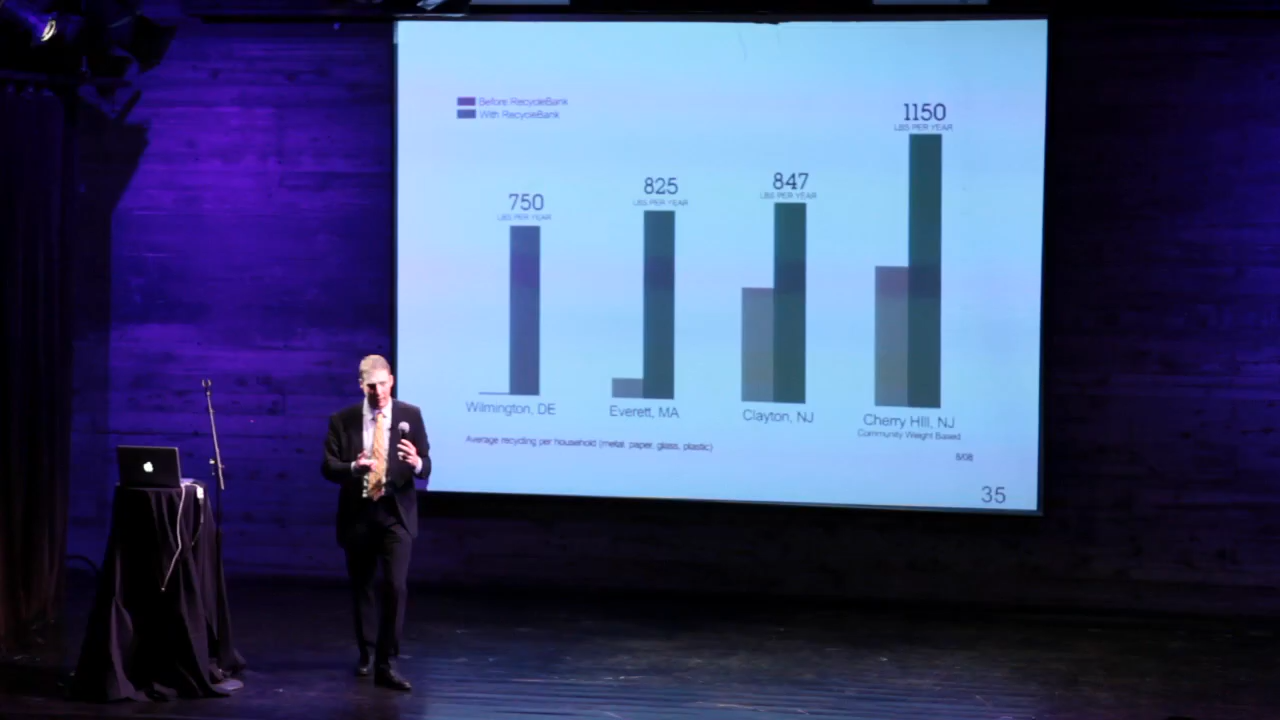 Before RecycleBank
With RecycleBank
1150
LBS PER YEAR
825
LBS PER YEAR
847
LBS PER YEAR
750
LBS PER YEAR
Wilmington, DE
Everett, MA
Clayton, NJ
Cherry Hill, NJ
Community Weight Based
Average recycling per household (metal, paper, glass, plastic)
6/08
35